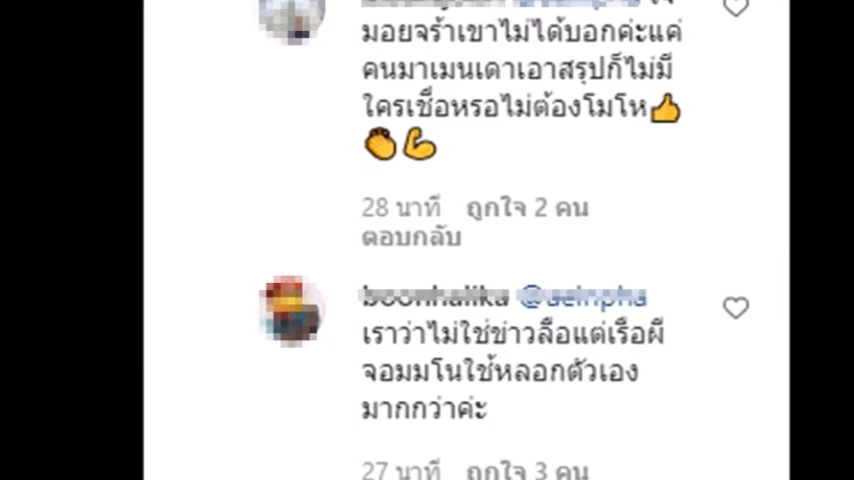 มอยจร้าเขาไม่ได้บอกค่ะแค่
คนมาเมนเดาเอาสรุปก็ไม่มี
ใครเชื่อหรอไม่ต้องโมโห👍
👏💪
28 นาที ถูกใจ 2 คน
ตอบกลับ
เราว่าไม่ใช่ข่าวลือแต่เรือผี
จอมมโนใช้หลอกตัวเอง
มากกว่าค่ะ
27 นาที ถูกใจ 3 คน